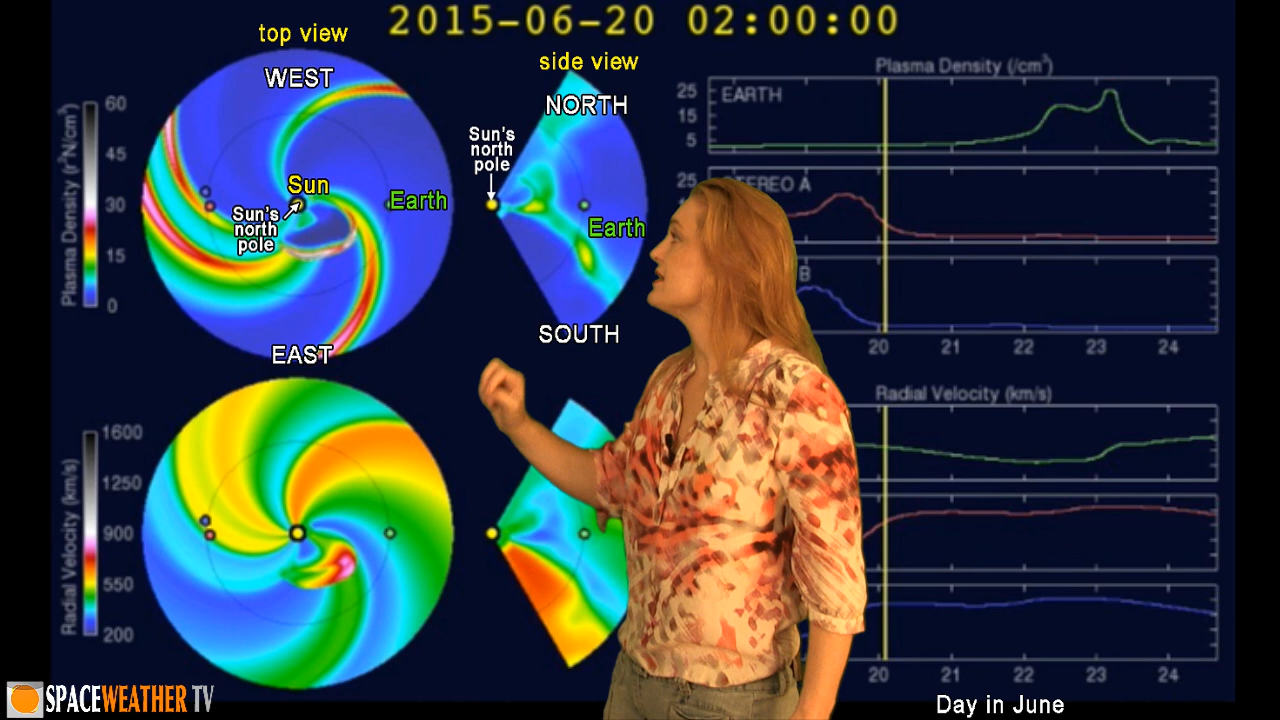 2015-06-20 02:00:00
top view
WEST
Sun
Earth
Sun's
north
pole
EAST
Plasma Density (r²N/cm³)
60
45
30
15
0
side view
NORTH
Sun's
north
pole
Earth
SOUTH
Plasma Density (/cm³)
EARTH
25
15
5
STEREO A
25
B
20 21 22 23 24
Radial Velocity (km/s)
1600
1250
900
550
200
Radial Velocity (km/s)
20 21 22 23 24
Day in June
SPACEWEATHER TV